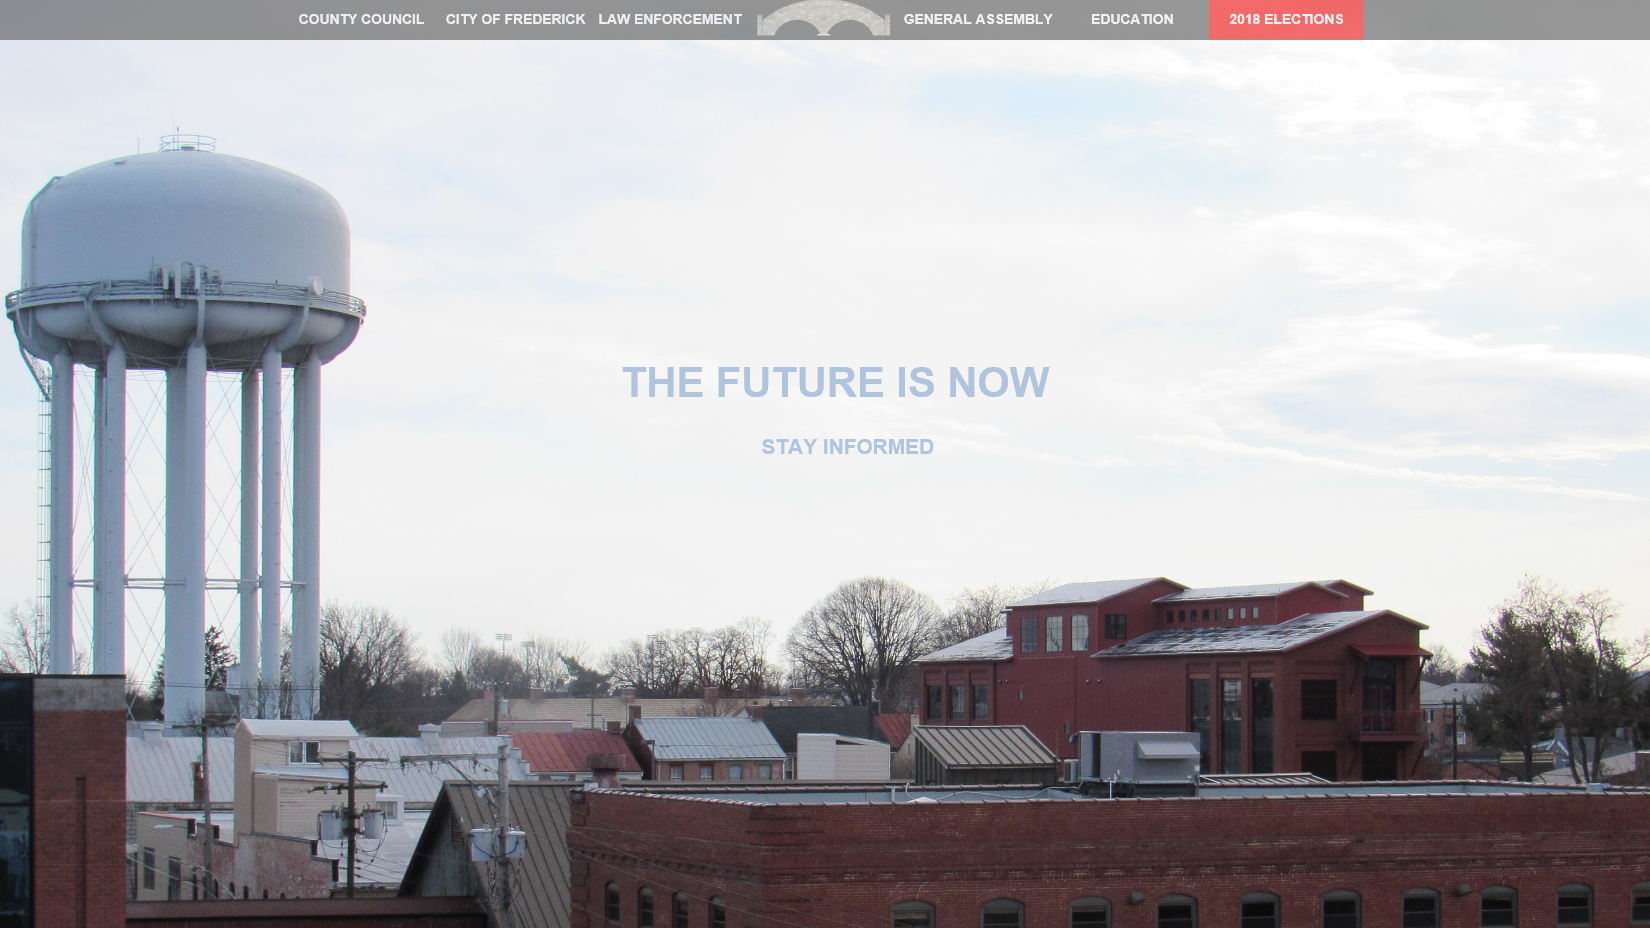 COUNTY COUNCIL CITY OF FREDERICK LAW ENFORCEMENT GENERAL ASSEMBLY EDUCATION 2018 ELECTIONS
THE FUTURE IS NOW
STAY INFORMED